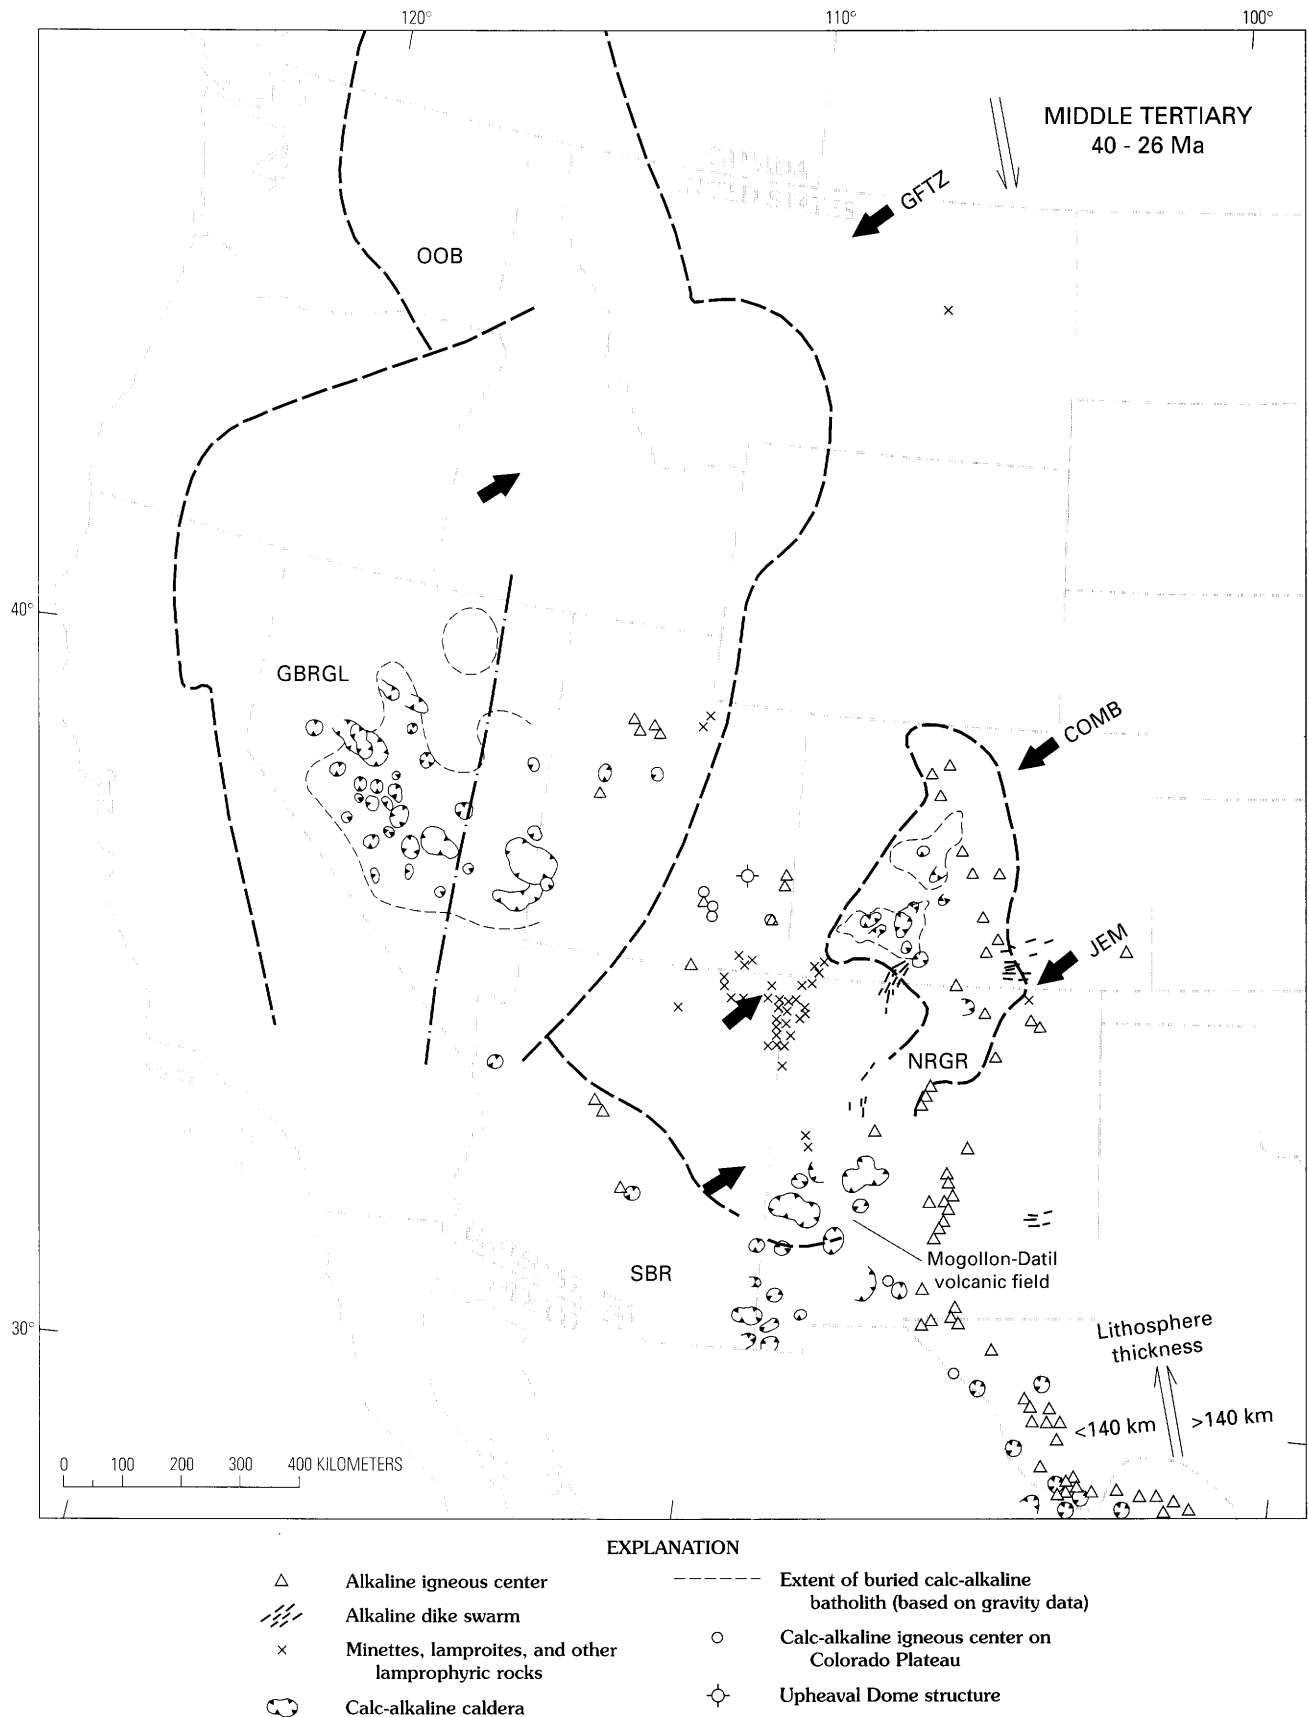 120° 110° 100°
MIDDLE TERTIARY
40 - 26 Ma
GFTZ
CANADA
UNITED STATES
OOB
40°
GBRGL
COMB
JEM
NRGR
Mogollon-Datil
volcanic field
SBR
30°
Lithosphere
thickness
<140 km >140 km
0 100 200 300 400 KILOMETERS
EXPLANATION
Alkaline igneous center
Alkaline dike swarm
Minettes, lamproites, and other
lamprophyric rocks
Calc-alkaline caldera
Extent of buried calc-alkaline
batholith (based on gravity data)
Calc-alkaline igneous center on
Colorado Plateau
Upheaval Dome structure